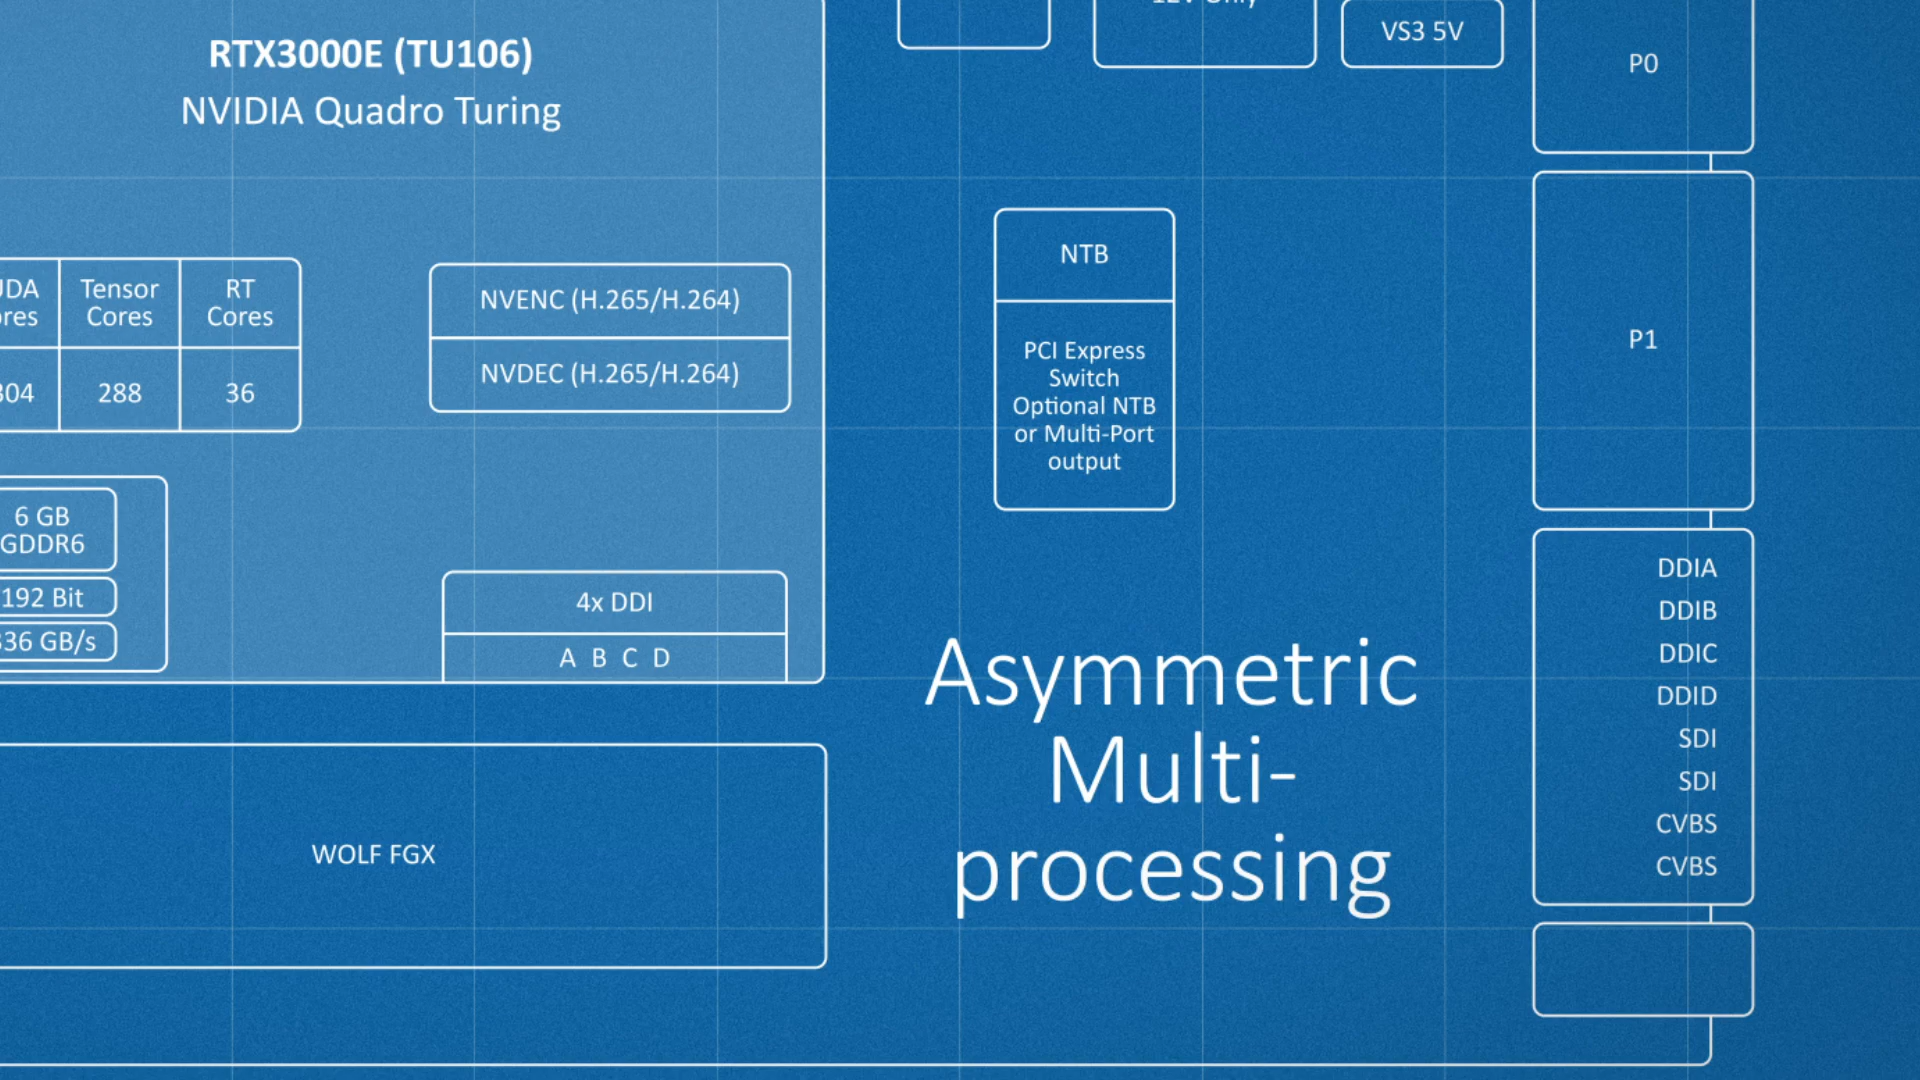 RTX3000E (TU106)
NVIDIA Quadro Turing
VS3 5V
P0
Tensor
Cores
RT
Cores
288
36
NVENC (H.265/H.264)
NVDEC (H.265/H.264)
NTB
PCI Express
Switch
Optional NTB
or Multi-Port
output
P1
6 GB
GDDR6
192 Bit
GB/s
4x DDI
A B C D
DDIA
DDIB
DDIC
DDID
SDI
SDI
CVBS
CVBS
Asymmetric
Multi-
processing
WOLF FGX